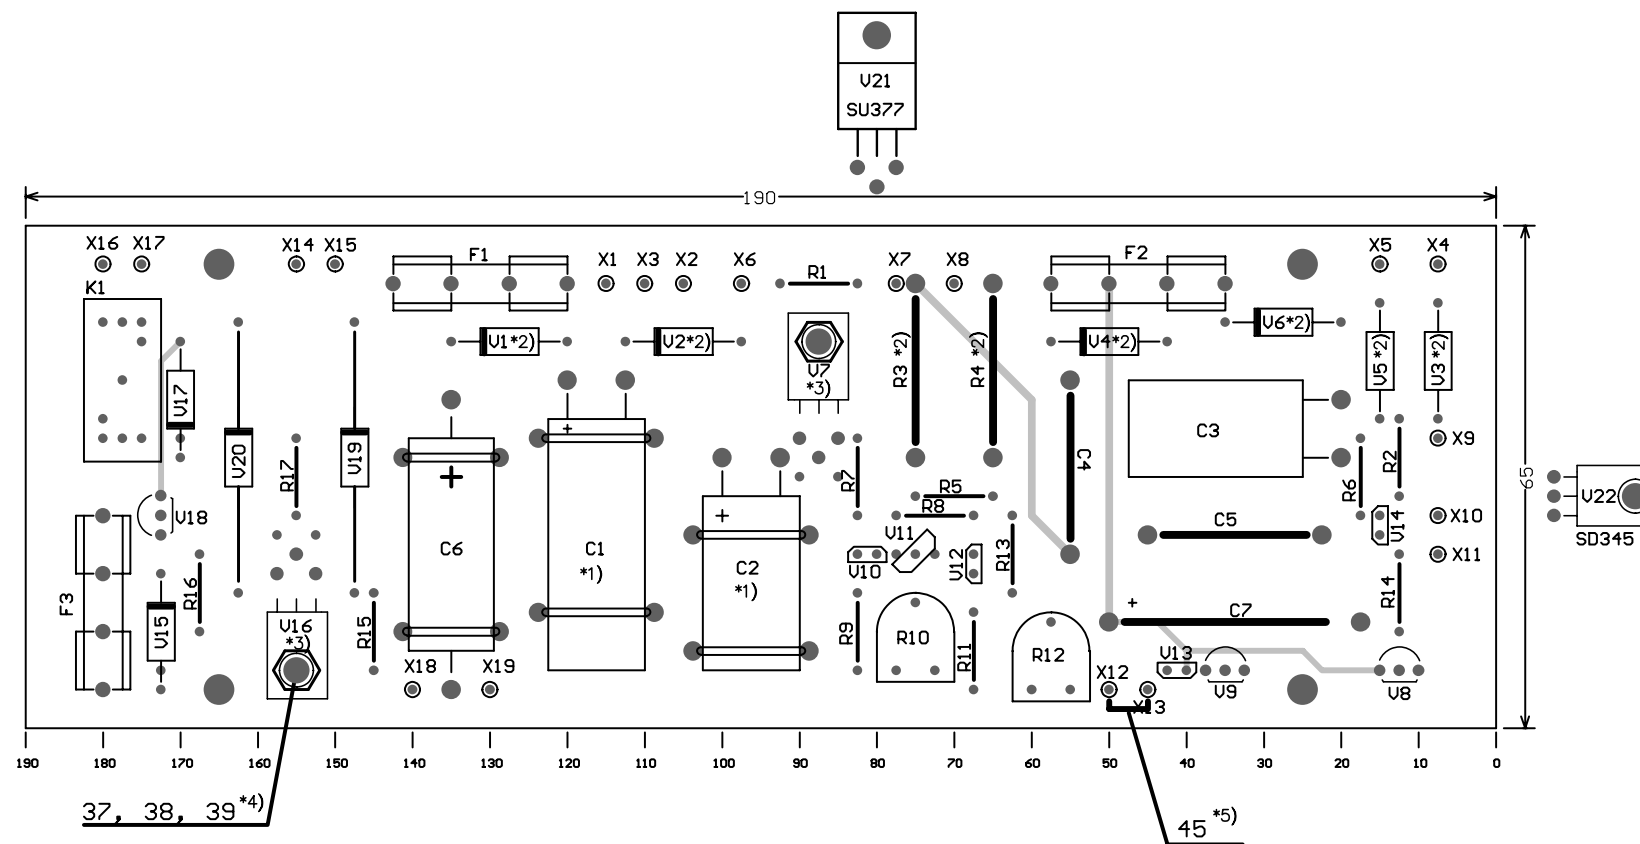 V21
SU377
190
X16 X17 X14 X15 F1 X1 X3 X2 X6 R1 X7 X8 F2 X5 X4
K1
V1*2) V2*2) V7
*3) R3 *2) R4 *2) V4*2) V6*2) V5*2) V3*2)
V17 V20 R17 V19
C3 R2 X9
C4 R6
R7 R5
R8
V18 V11 R13 C5 V14 X10
V22
SD345
65
C6 C1
*1) C2
*1) V10 V12 X11
F3 R16 V15 V16
*3) R15 R9 R10 R11 R12 C7 R14
X18 X19 X12 X13 V13 V9 V8
+ + + +
190 180 170 160 150 140 130 120 110 100 90 80 70 60 50 40 30 20 10 0
37, 38, 39*4)
45*5)